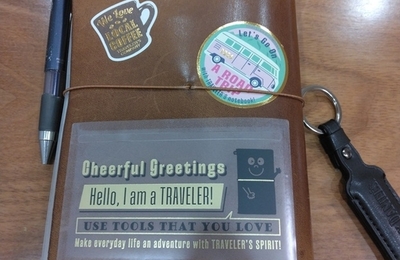 We Love
LOCAL
COFFEE
Let's Go On
A ROAD
TRIP
Cheerful Greetings
Hello, I am a TRAVELER!
USE TOOLS THAT YOU LOVE
Make everyday life an adventure with TRAVELER'S SPIRIT!